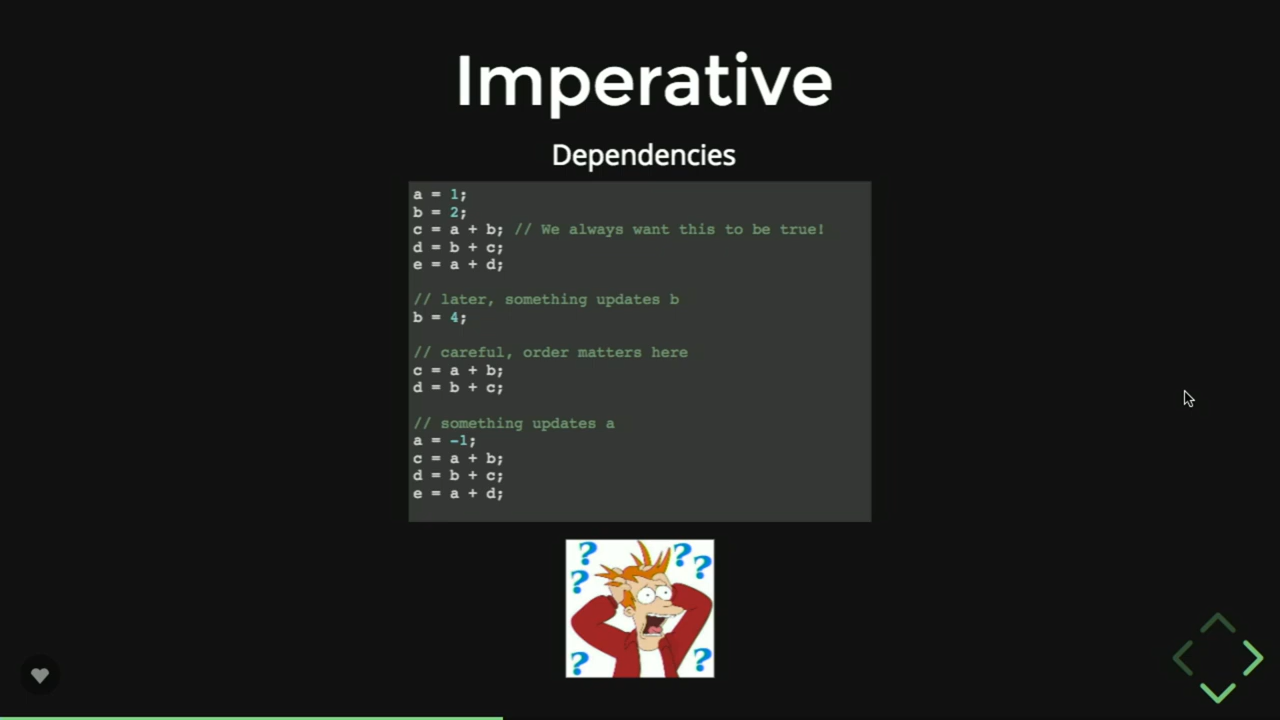 Imperative
Dependencies
a = 1;
b = 2;
c = a + b; // We always want this to be true!
d = b + c;
e = a + d;
// later, something updates b
b = 4;
// careful, order matters here
c = a + b;
d = b + c;
// something updates a
a = -1;
c = a + b;
d = b + c;
e = a + d;
? ? ?
?
? ?